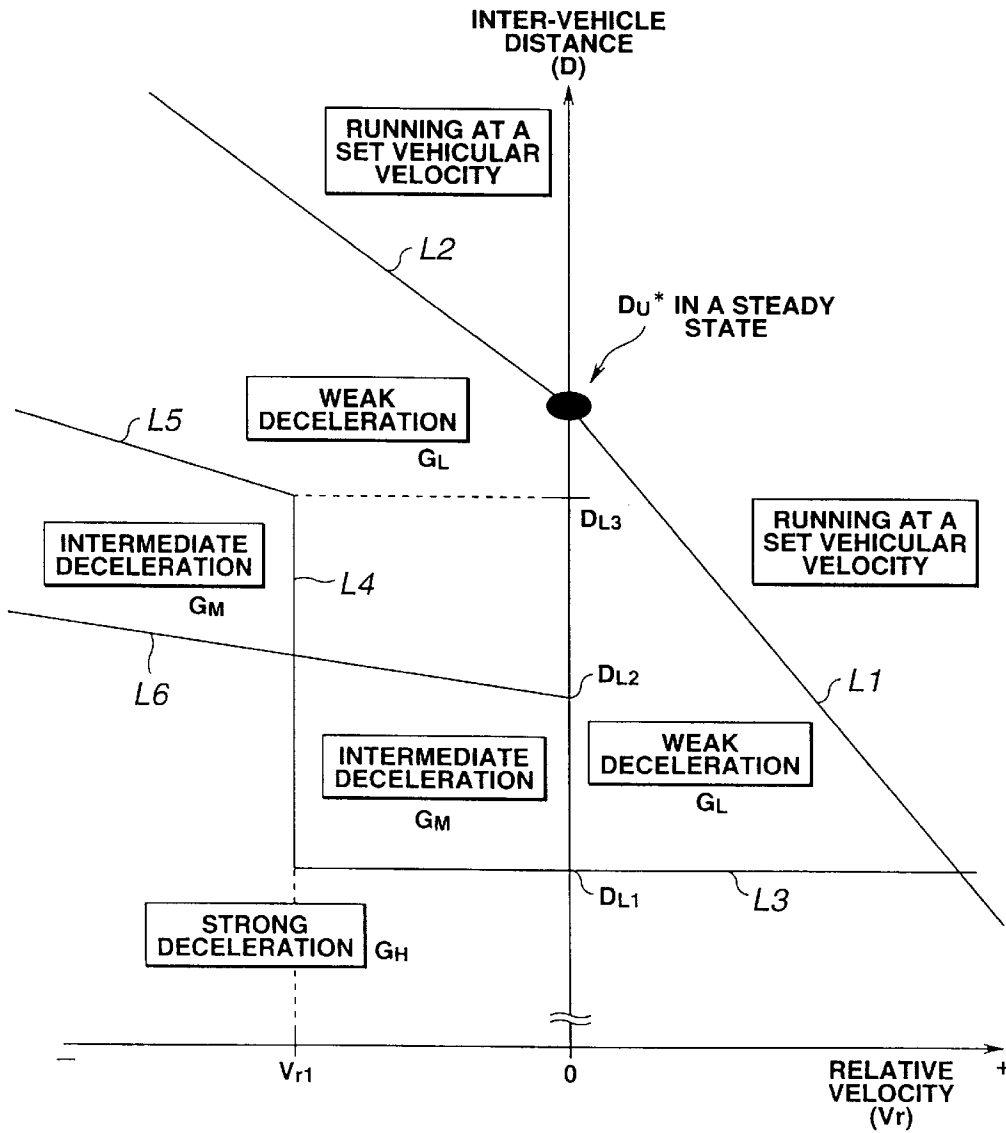 INTER-VEHICLE
DISTANCE
(D)
RUNNING AT A
SET VEHICULAR
VELOCITY
L2
DU* IN A STEADY
STATE
WEAK
DECELERATION
GL
L5
DL3
RUNNING AT A
SET VEHICULAR
VELOCITY
INTERMEDIATE
DECELERATION
GM
L4
L6
DL2
L1
INTERMEDIATE
DECELERATION
GM
WEAK
DECELERATION
GL
DL1
L3
STRONG
DECELERATION
GH
—
Vr1
0
RELATIVE
VELOCITY
(Vr)
+